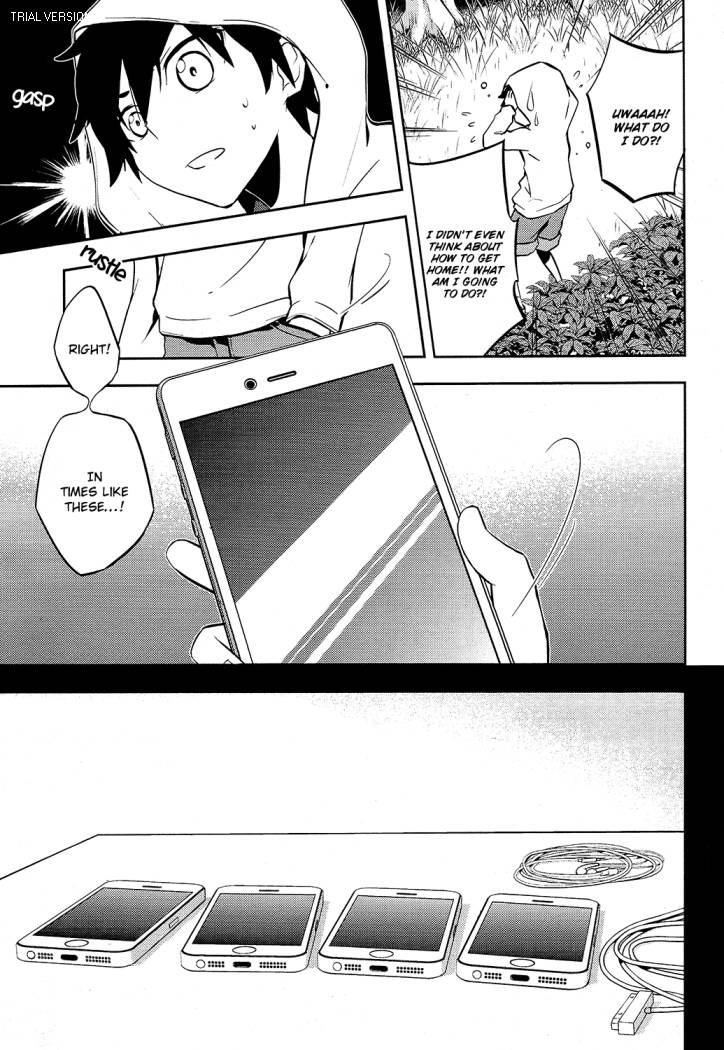 TRIAL VERSION
UWAAAH!
WHAT DO
I DO?!
I DIDN'T EVEN
THINK ABOUT
HOW TO GET
HOME!! WHAT
AM I GOING
TO DO?!
gasp
rustle
RIGHT!
IN
TIMES LIKE
THESE...!